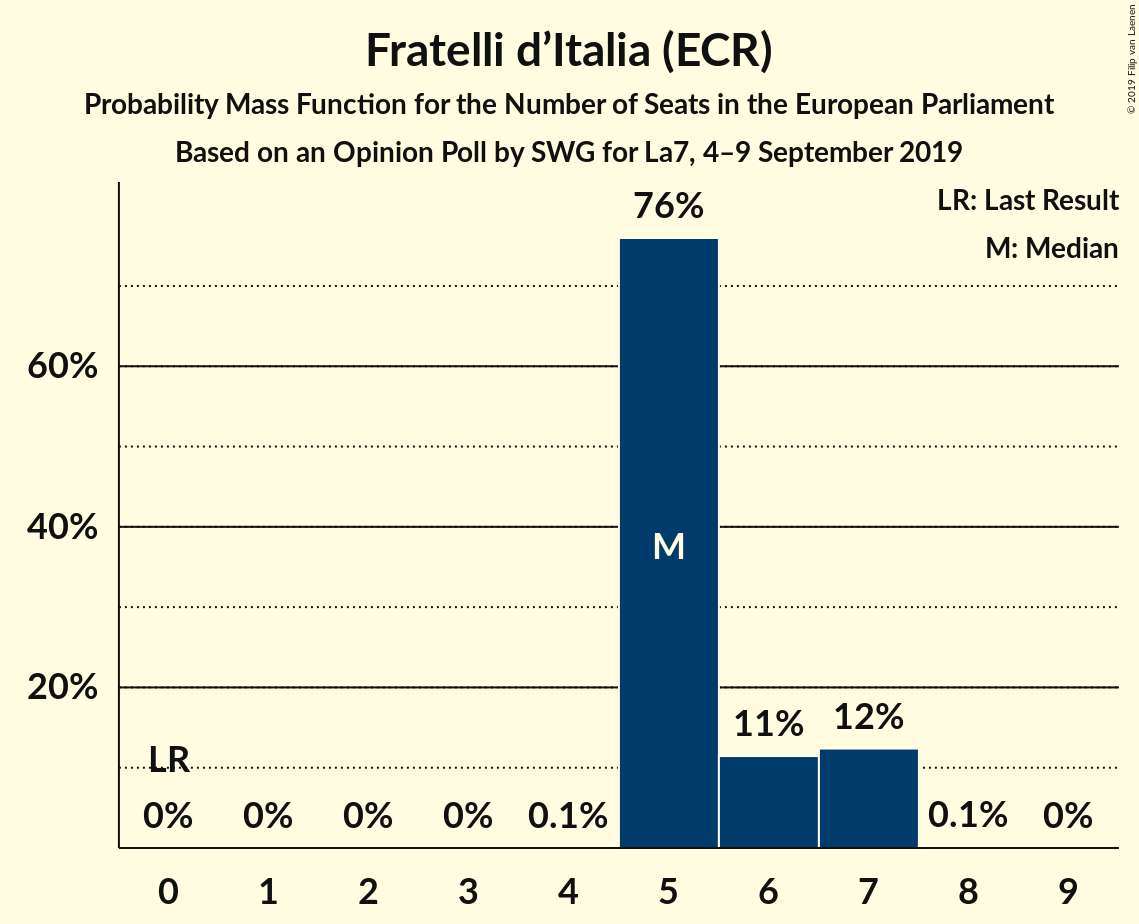 Fratelli d’Italia (ECR)
Probability Mass Function for the Number of Seats in the European Parliament
Based on an Opinion Poll by SWG for La7, 4–9 September 2019
© 2019 Filip van Laenen
LR: Last Result
M: Median
76%
60%
40%
M
20%
11%
12%
LR
0%
0%
0%
0%
0.1%
0.1%
0%
0
1
2
3
4
5
6
7
8
9